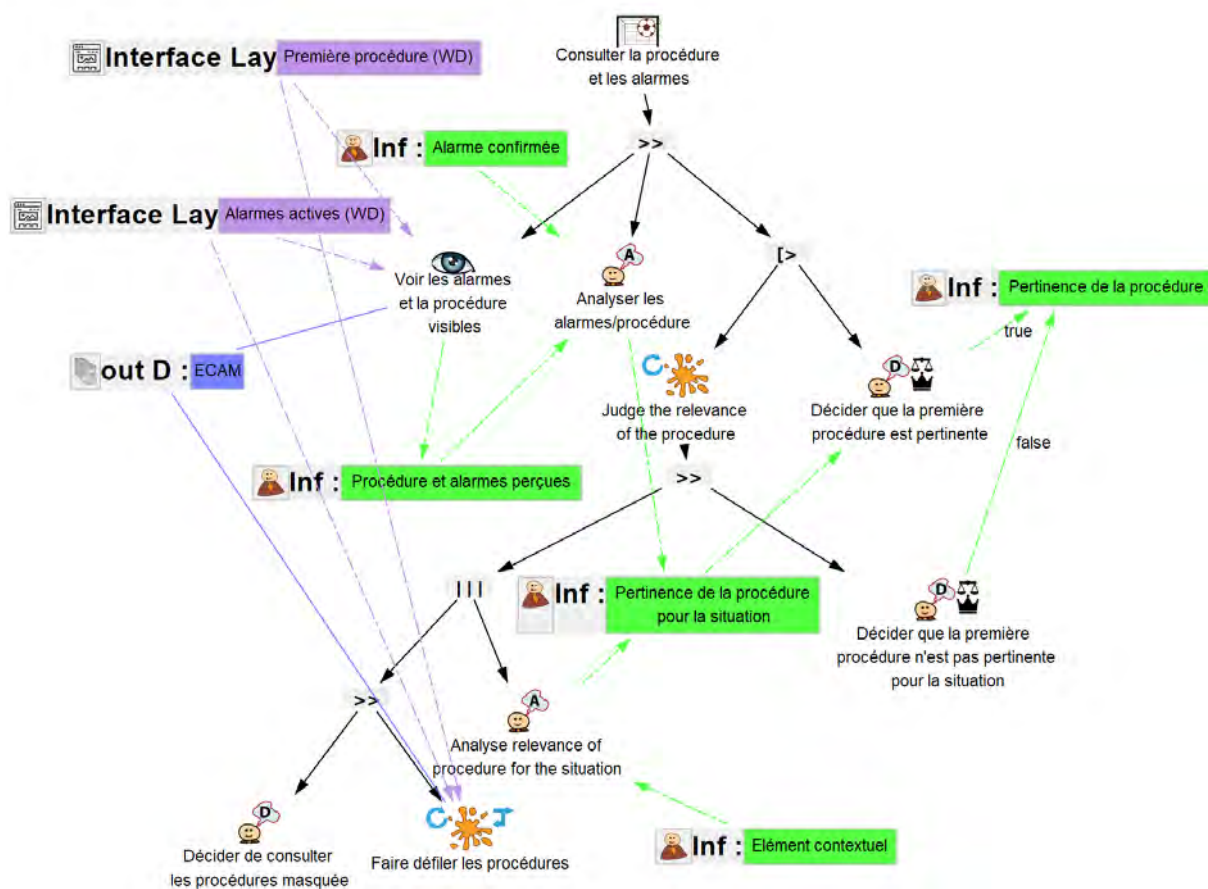 Consulter la procédure
et les alarmes
Interface Lay
Première procédure (WD)
>>
Inf :
Alarme confirmée
Interface Lay
Alarmes actives (WD)
Voir les alarmes
et la procédure
visibles
A
Analyser les
alarmes/procédure
[>
Inf :
Pertinence de la procédure
true
out D :
ECAM
Judge the relevance
of the procedure
D
Décider que la première
procédure est pertinente
false
Inf :
Procédure et alarmes perçues
>>
|||
Inf :
Pertinence de la procédure
pour la situation
D
Décider que la première
procédure n'est pas pertinente
pour la situation
>>
A
Analyse relevance of
procedure for the situation
D
Décider de consulter
les procédures masquée
Faire défiler les procédures
Inf :
Elément contextuel